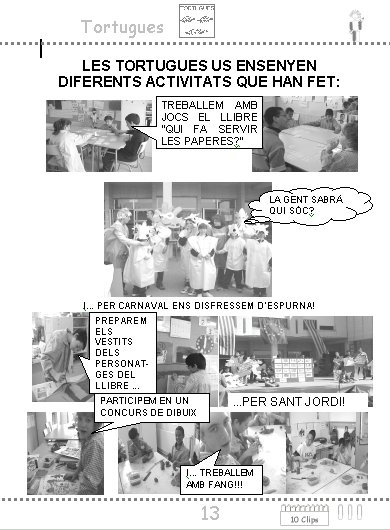 Tortugues
TORTUGUES
LES TORTUGUES US ENSENYEN
DIFERENTS ACTIVITATS QUE HAN FET:
TREBALLEM AMB
JOCS EL LLIBRE
"QUI FA SERVIR
LES PAPERES?"
LA GENT SABRÀ
QUI SÓC?
I... PER CARNAVAL ENS DISFRESSEM D'ESPURNA!
PREPAREM
ELS
VESTITS
DELS
PERSONAT-
GES DEL
LLIBRE ...
PARTICIPEM EN UN
CONCURS DE DIBUIX
...PER SANT JORDI!
I... TREBALLEM
AMB FANG!!!
13
10 Clips